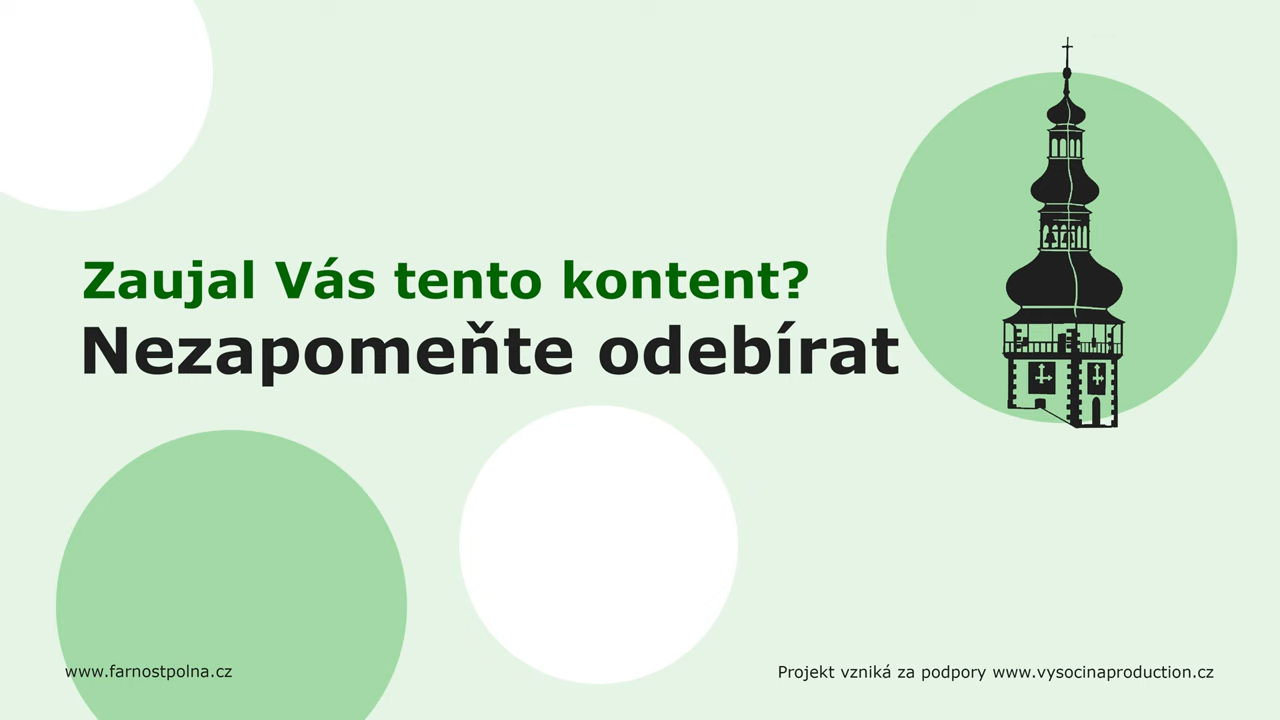 Zaujal Vás tento kontent?
Nezapomeňte odebírat
www.farnostpolna.cz
Projekt vzniká za podpory www.vysocinaproduction.cz